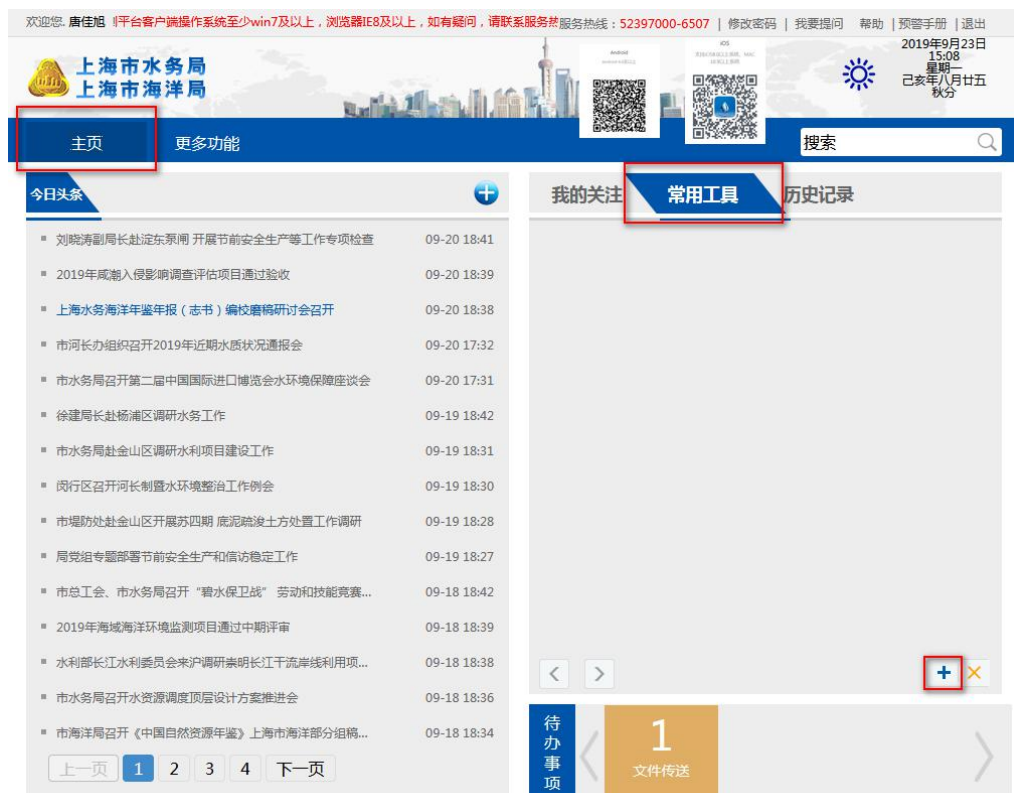 欢迎您. 唐佳旭 !平台客户端操作系统至少win7及以上，浏览器IE8及以上，如有疑问，请联系服务热 服务热线：52397000-6507 | 修改密码 | 我要提问 帮助 | 预警手册 | 退出
上海市水务局
上海市海洋局
android
iOS
2019年9月23日
15:08
星期一
己亥年八月廿五
秋分
主页 更多功能 搜索
今日头条
刘晓涛副局长赴淀东泵闸 开展节前安全生产等工作专项检查 09-20 18:41
2019年咸潮入侵影响调查评估项目通过验收 09-20 18:39
上海水务海洋年鉴年报（志书）编校磨稿研讨会召开 09-20 18:38
市河长办组织召开2019年近期水质状况通报会 09-20 17:32
市水务局召开第二届中国国际进口博览会水环境保障座谈会 09-20 17:31
徐建局长赴杨浦区调研水务工作 09-19 18:42
市水务局赴金山区调研水利项目建设工作 09-19 18:31
闵行区召开河长制暨水环境整治工作例会 09-19 18:30
市堤防处赴金山区开展苏四期 底泥疏浚土方处置工作调研 09-19 18:28
局党组专题部署节前安全生产和信访稳定工作 09-19 18:27
市总工会、市水务局召开“碧水保卫战” 劳动和技能竞赛... 09-18 18:42
2019年海域海洋环境监测项目通过中期评审 09-18 18:39
水利部长江水利委员会来沪调研崇明长江干流岸线利用项... 09-18 18:38
市水务局召开水资源调度顶层设计方案推进会 09-18 18:36
市海洋局召开《中国自然资源年鉴》上海市海洋部分组稿... 09-18 18:34
上一页 1 2 3 4 下一页
我的关注 常用工具 历史记录
待办事项
1
文件传送